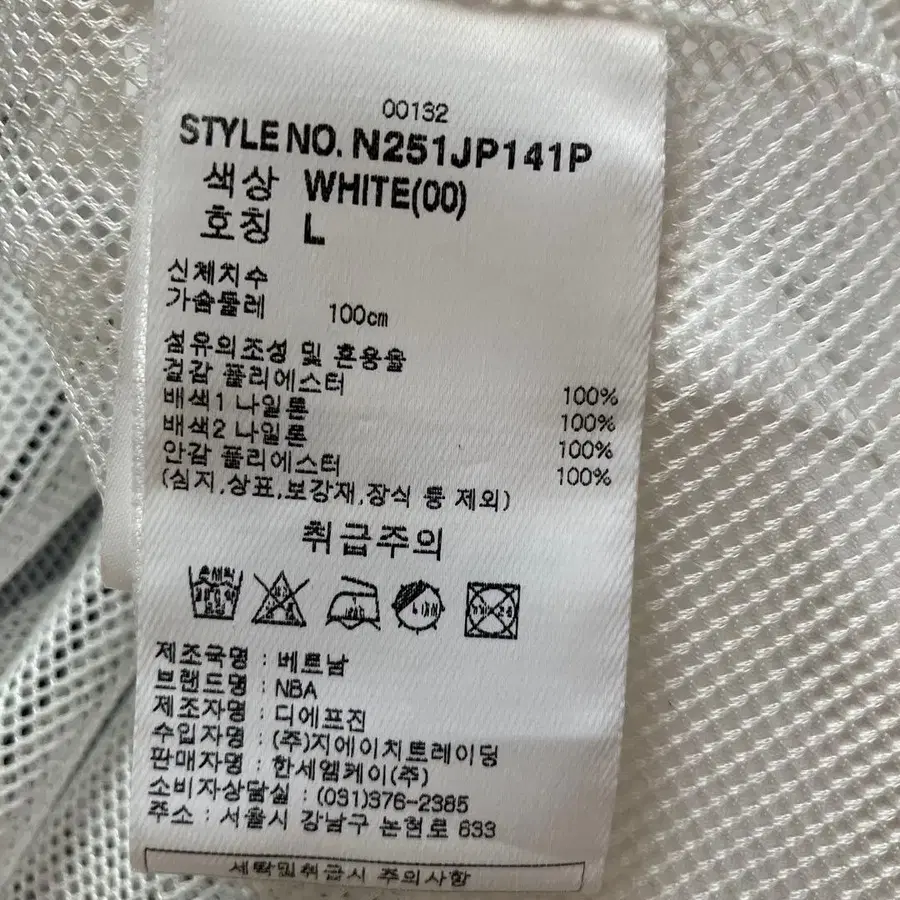 00132
STYLE NO. N251JP141P
색상 WHITE(00)
호칭 L
신체치수
가슴둘레 100cm
섬유의조성 및 혼용율
겉감 폴리에스터 100%
배색1 나일론 100%
배색2 나일론 100%
안감 폴리에스터 100%
(심지,상표,보강재,장식 등 제외)
취급주의
손세탁
제조국명 : 베트남
브랜드명 : NBA
제조자명 : 디에프진
수입자명 : (주)지에이치트레이딩
판매자명 : 한세엠케이(주)
소비자상담실 : (031)376-2385
주소 : 서울시 강남구 논현로 633
세탁및취급시 주의사항